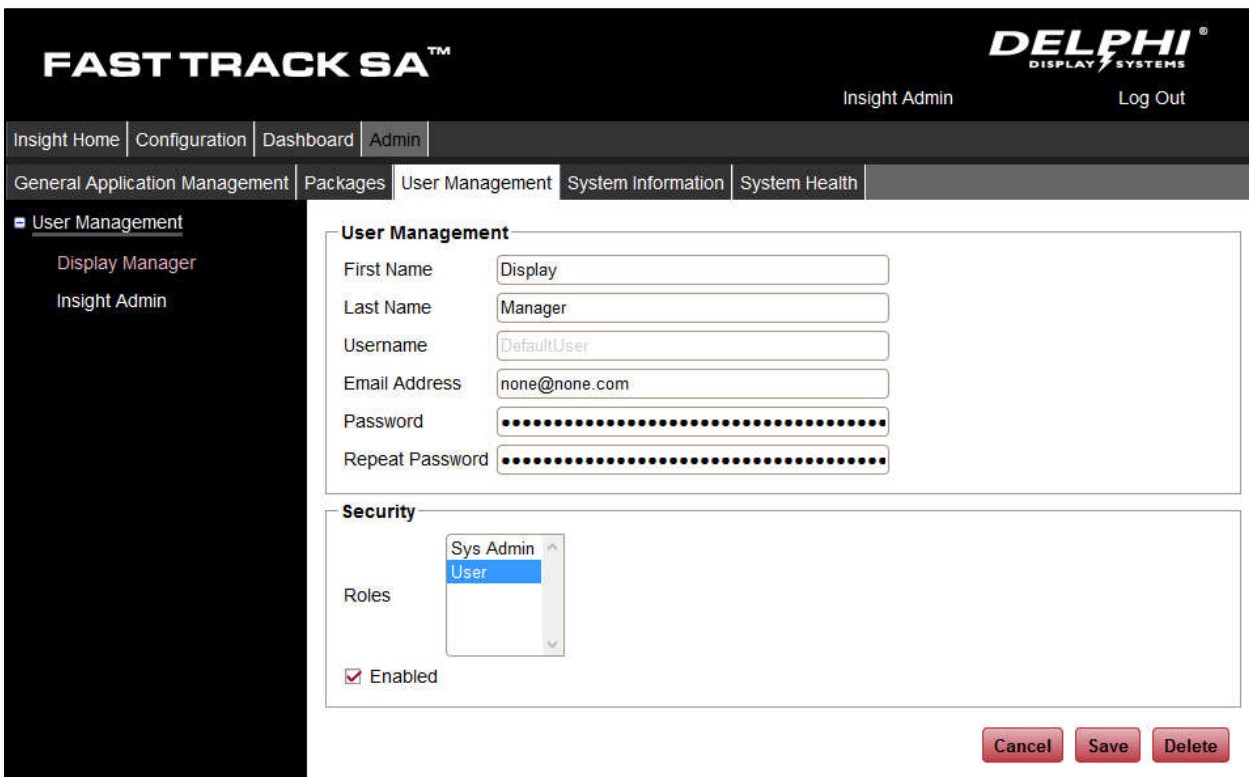 FAST TRACK SA™
DELPHI®
DISPLAY SYSTEMS
Insight Admin Log Out
Insight Home Configuration Dashboard Admin
General Application Management Packages User Management System Information System Health
User Management
Display Manager
Insight Admin
User Management
First Name Display
Last Name Manager
Username DefaultUser
Email Address none@none.com
Password
Repeat Password
Security
Roles
Sys Admin
User
Enabled
Cancel Save Delete